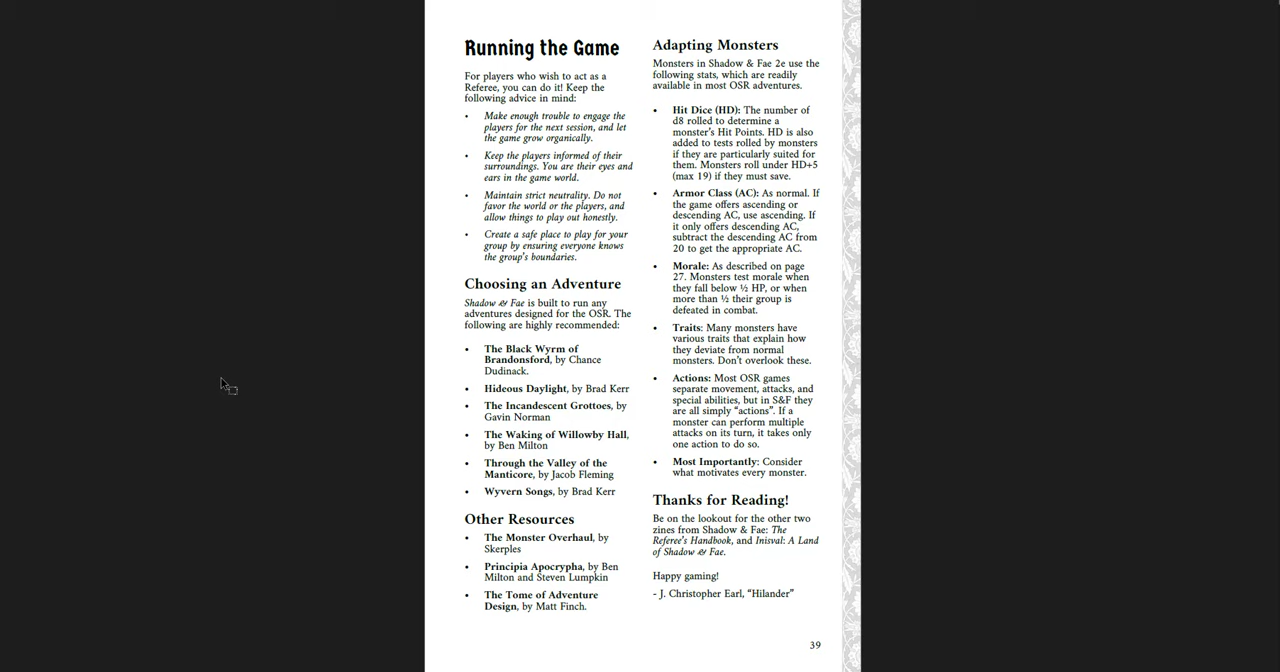 Running the Game
For players who wish to act as a
Referee, you can do it! Keep the
following advice in mind:
• Make enough trouble to engage the
players for the next session, and let
the game grow organically.
• Keep the players informed of their
surroundings. You are their eyes and
ears in the game world.
• Maintain strict neutrality. Do not
favor the world or the players, and
allow things to play out honestly.
• Create a safe place to play for your
group by ensuring everyone knows
the group's boundaries.
Choosing an Adventure
Shadow & Fae is built to run any
adventures designed for the OSR. The
following are highly recommended:
• The Black Wyrm of
Brandonsford, by Chance
Dudinack.
• Hideous Daylight, by Brad Kerr
• The Incandescent Grottoes, by
Gavin Norman
• The Waking of Willowby Hall,
by Ben Milton
• Through the Valley of the
Manticore, by Jacob Fleming
• Wyvern Songs, by Brad Kerr
Other Resources
• The Monster Overhaul, by
Skerples
• Principia Apocrypha, by Ben
Milton and Steven Lumpkin
• The Tome of Adventure
Design, by Matt Finch.
Adapting Monsters
Monsters in Shadow & Fae 2e use the
following stats, which are readily
available in most OSR adventures.
• Hit Dice (HD): The number of
d8 rolled to determine a
monster's Hit Points. HD is also
added to tests rolled by monsters
if they are particularly suited for
them. Monsters roll under HD+5
(max 19) if they must save.
• Armor Class (AC): As normal. If
the game offers ascending or
descending AC, use ascending. If
it only offers descending AC,
subtract the descending AC from
20 to get the appropriate AC.
• Morale: As described on page
27. Monsters test morale when
they fall below ½ HP, or when
more than ½ their group is
defeated in combat.
• Traits: Many monsters have
various traits that explain how
they deviate from normal
monsters. Don't overlook these.
• Actions: Most OSR games
separate movement, attacks, and
special abilities, but in S&F they
are all simply "actions". If a
monster can perform multiple
attacks on its turn, it takes only
one action to do so.
• Most Importantly: Consider
what motivates every monster.
Thanks for Reading!
Be on the lookout for the other two
zines from Shadow & Fae: The
Referee's Handbook, and Inisval: A Land
of Shadow & Fae.
Happy gaming!
- J. Christopher Earl, "Hilander"
39